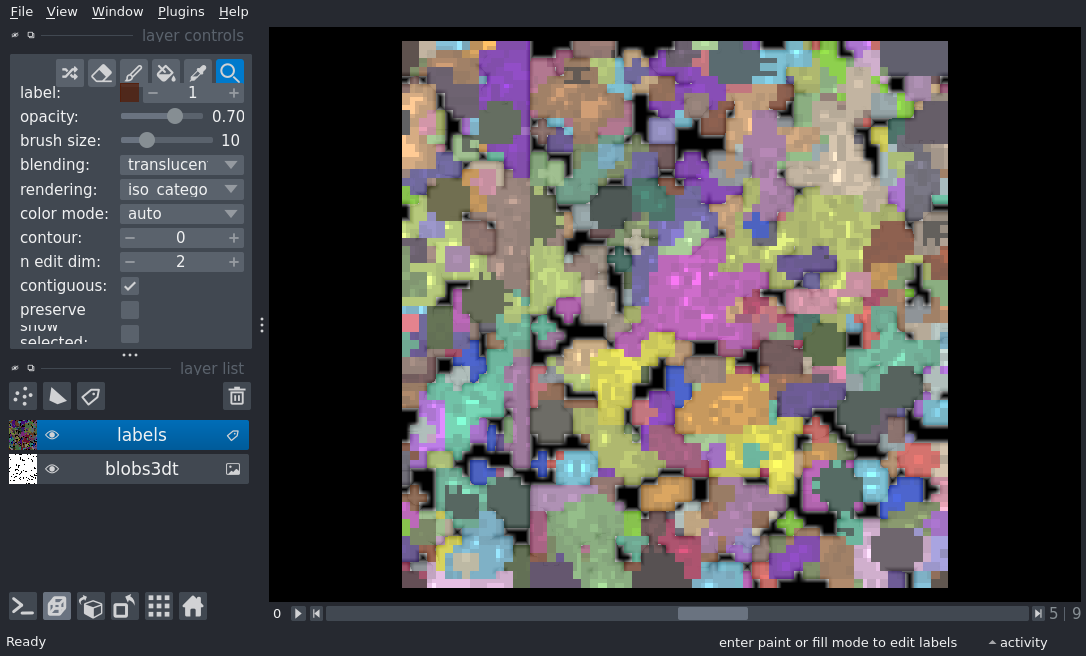 File View Window Plugins Help
layer controls
label: 1
opacity: 0.70
brush size: 10
blending: translucen
rendering: iso_catego
color mode: auto
contour: 0
n edit dim: 2
contiguous:
preserve
show
selected:
layer list
labels
blobs3dt
0 5 | 9
Ready enter paint or fill mode to edit labels activity